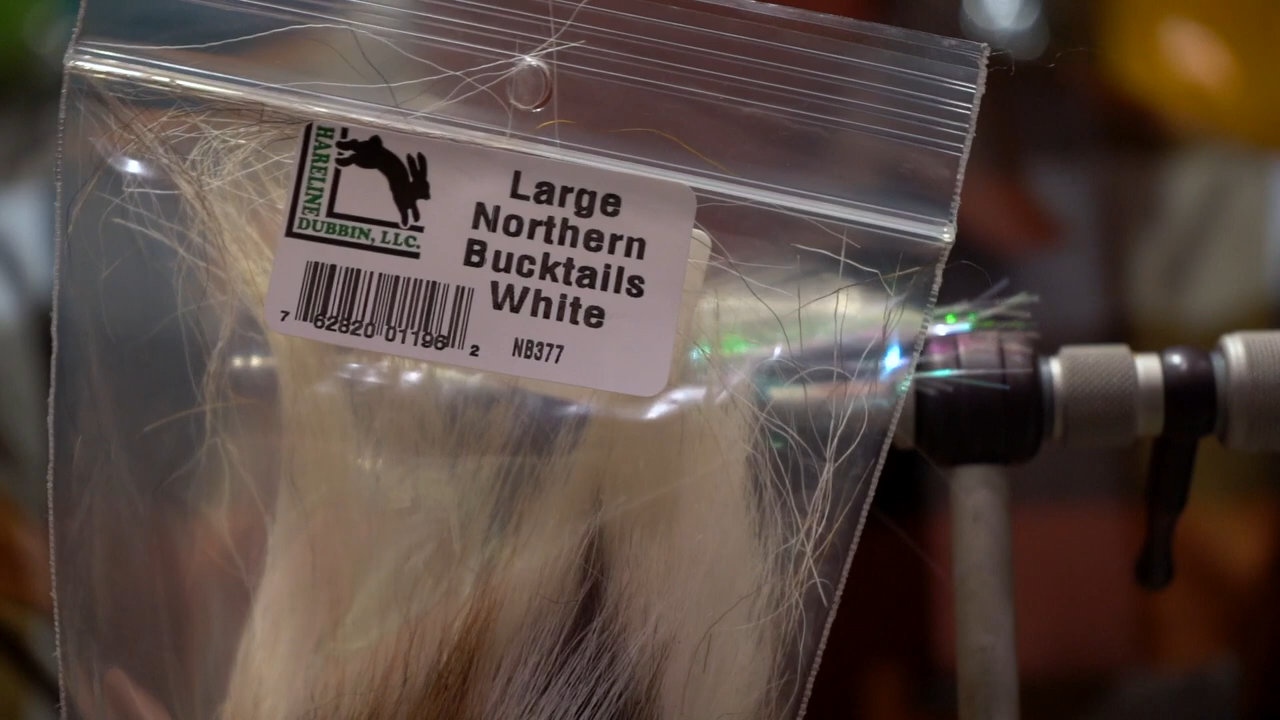 HARELINE
DUBBIN, LLC.
Large
Northern
Bucktails
White
7 62820 01196 2
NB377